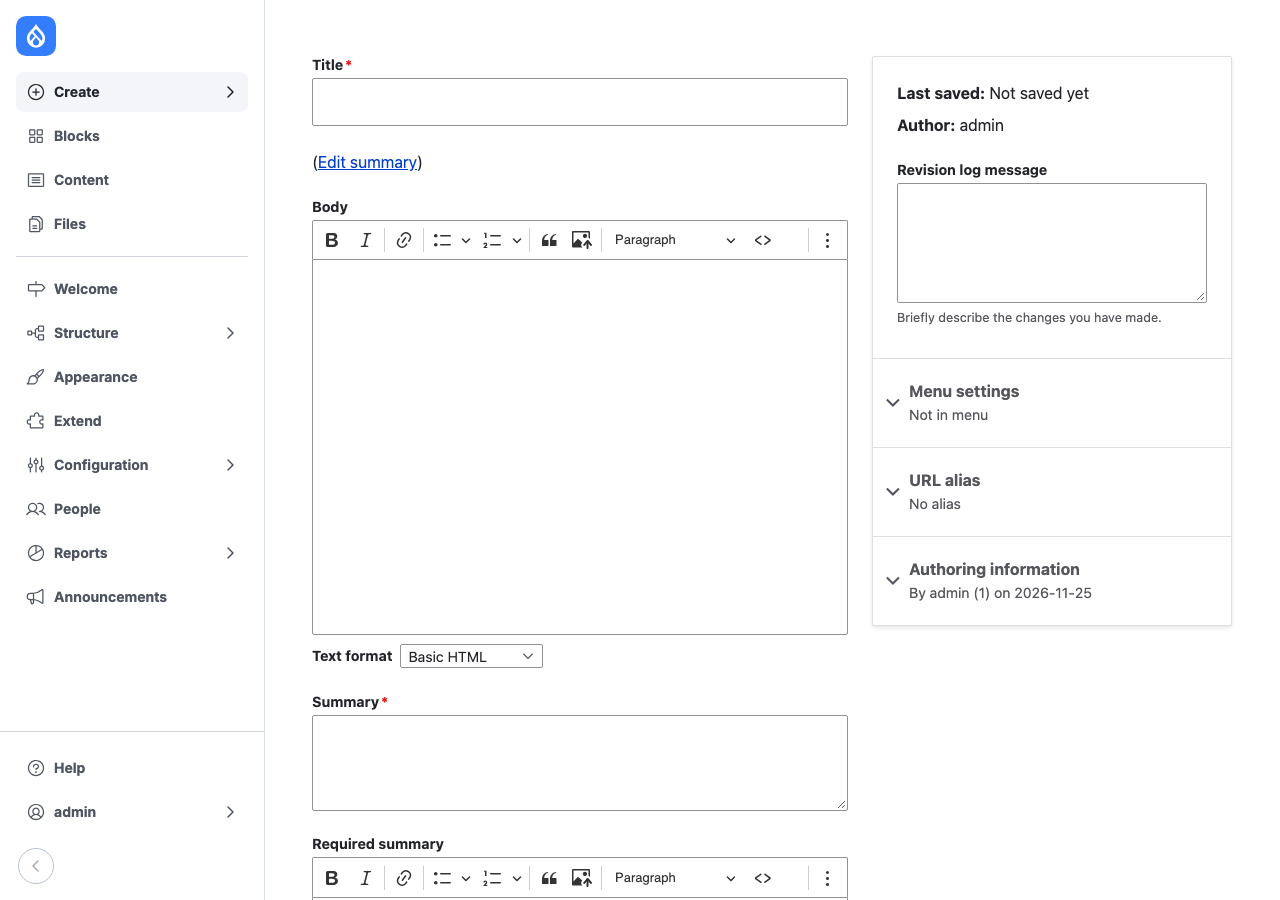 Create
Blocks
Content
Files
Welcome
Structure
Appearance
Extend
Configuration
People
Reports
Announcements
Help
admin
Title*
(Edit summary)
Body
Paragraph
Text format Basic HTML
Summary*
Required summary
Paragraph
Last saved: Not saved yet
Author: admin
Revision log message
Briefly describe the changes you have made.
Menu settings
Not in menu
URL alias
No alias
Authoring information
By admin (1) on 2026-11-25